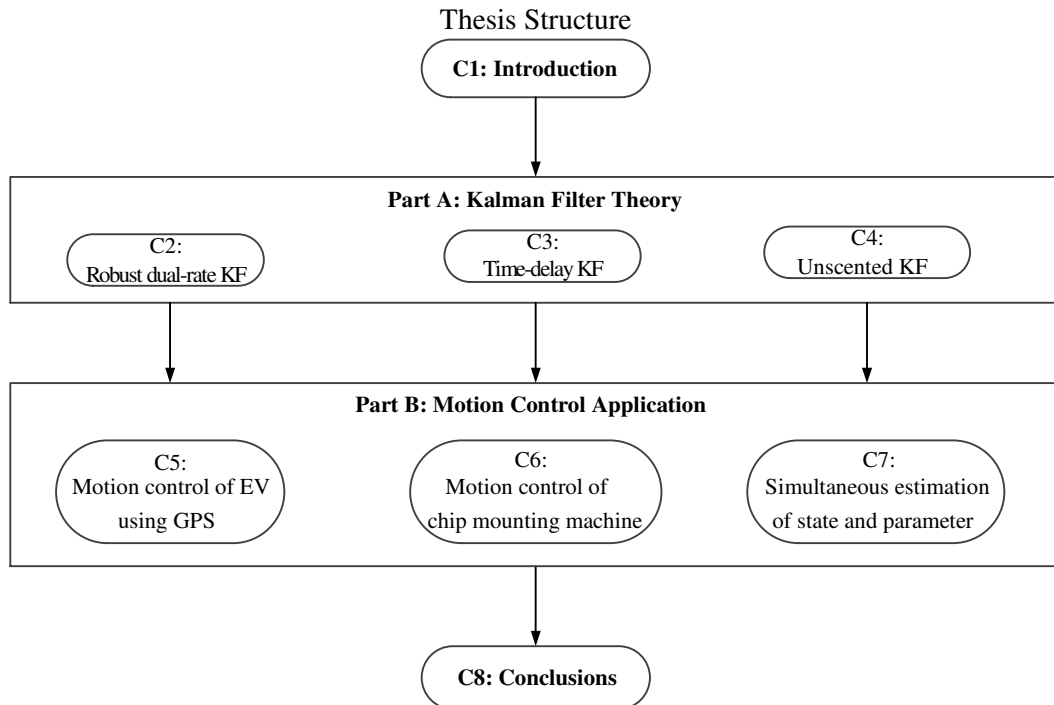 Thesis Structure
C1: Introduction
Part A: Kalman Filter Theory
C2:
Robust dual-rate KF
C3:
Time-delay KF
C4:
Unscented KF
Part B: Motion Control Application
C5:
Motion control of EV
using GPS
C6:
Motion control of
chip mounting machine
C7:
Simultaneous estimation
of state and parameter
C8: Conclusions